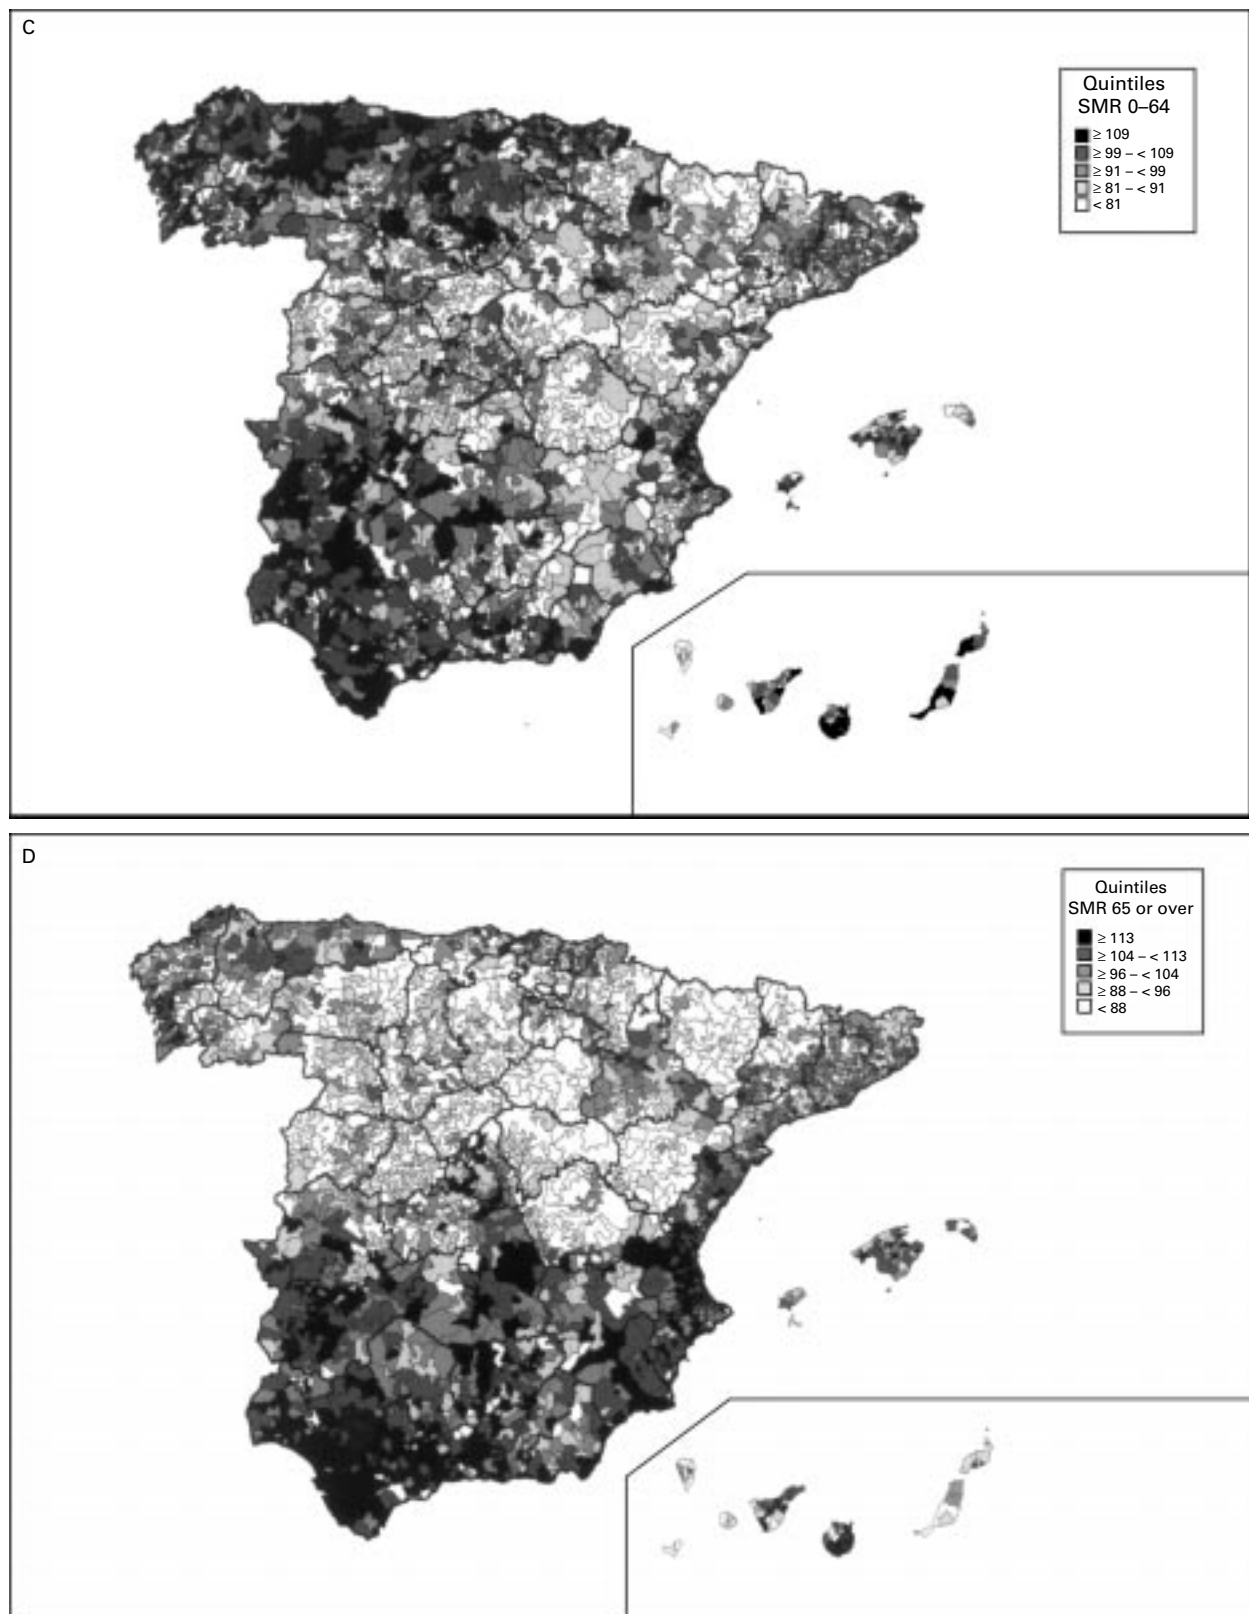 C
Quintiles
SMR 0–64
≥ 109
≥ 99 – < 109
≥ 91 – < 99
≥ 81 – < 91
< 81
D
Quintiles
SMR 65 or over
≥ 113
≥ 104 – < 113
≥ 96 – < 104
≥ 88 – < 96
< 88